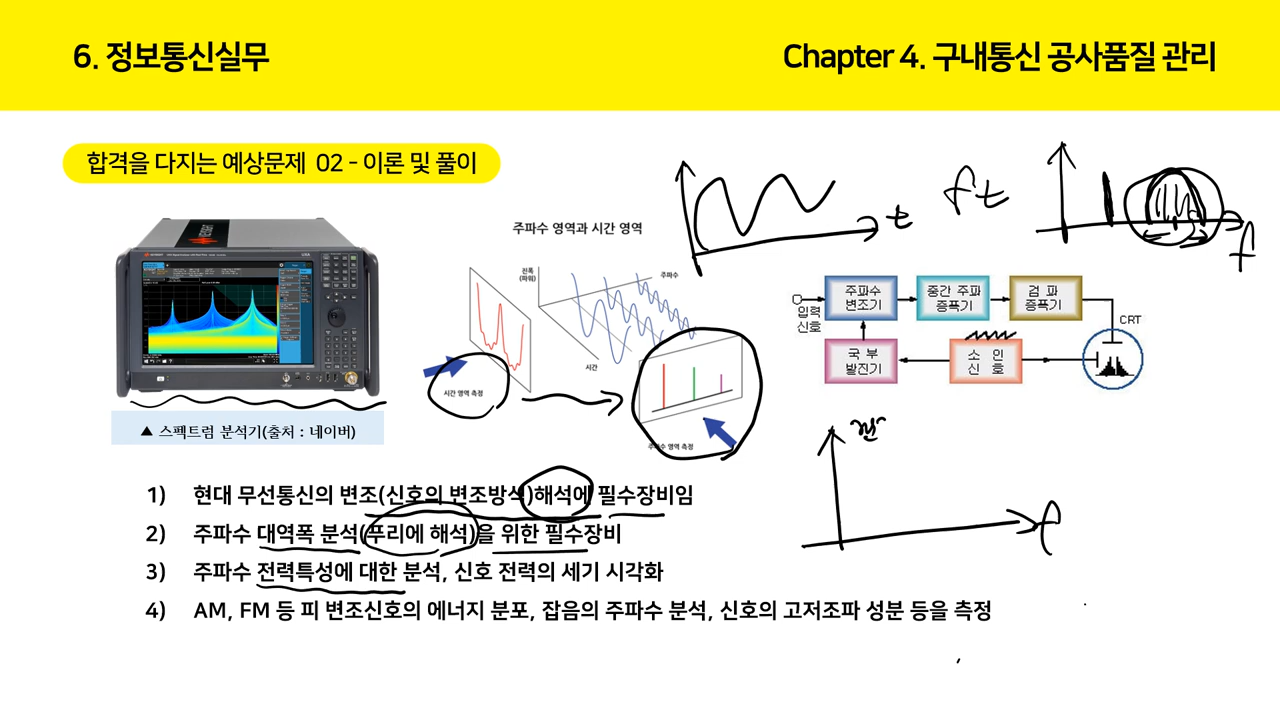 6. 정보통신실무
Chapter 4. 구내통신 공사품질 관리
합격을 다지는 예상문제 02 - 이론 및 풀이
주파수 영역과 시간 영역
t
f t
f
진폭
(파워)
주파수
시간
시간 영역 측정
주파수 영역 측정
입력
신호
주파수
변조기
중간 주파
증폭기
검 파
증폭기
CRT
국 부
발진기
소 인
신 호
▲ 스펙트럼 분석기(출처 : 네이버)
f
1) 현대 무선통신의 변조(신호의 변조방식)해석에 필수장비임
2) 주파수 대역폭 분석(푸리에 해석)을 위한 필수장비
3) 주파수 전력특성에 대한 분석, 신호 전력의 세기 시각화
4) AM, FM 등 피 변조신호의 에너지 분포, 잡음의 주파수 분석, 신호의 고저조파 성분 등을 측정